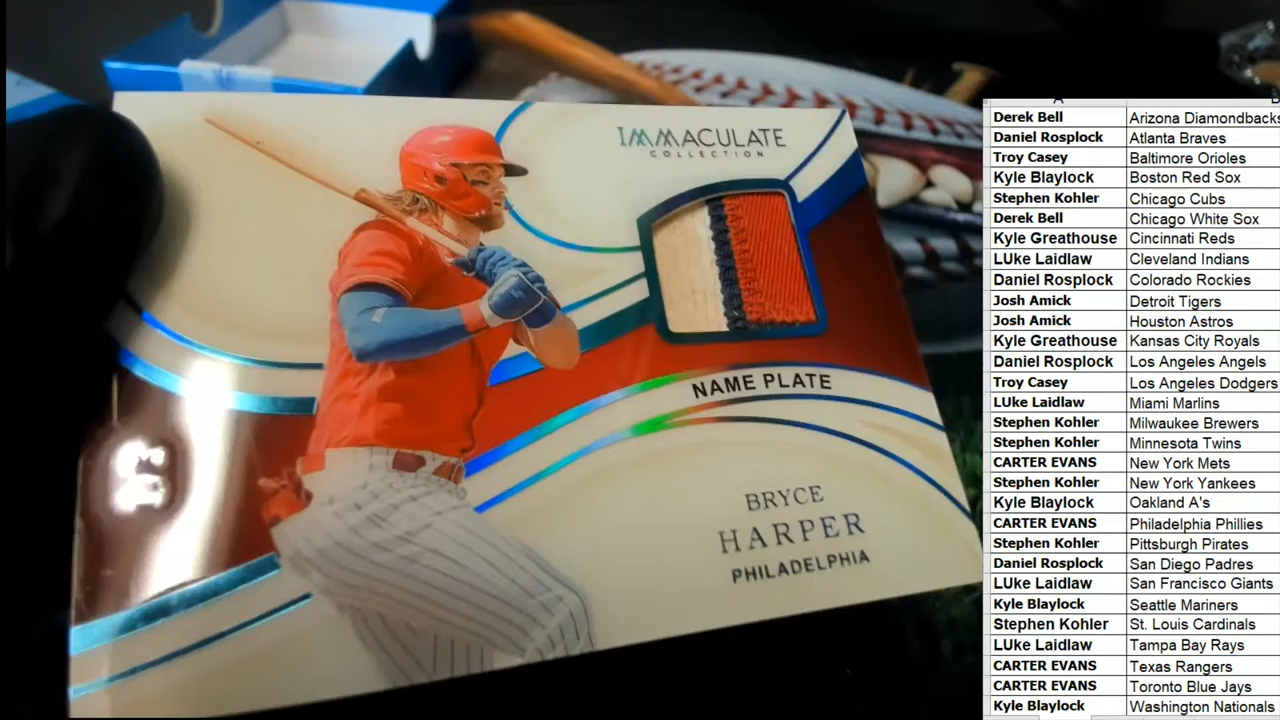 IMMACULATE
COLLECTION
NAME PLATE
BRYCE
HARPER
PHILADELPHIA
A
Derek Bell Arizona Diamondbacks
Daniel Rosplock Atlanta Braves
Troy Casey Baltimore Orioles
Kyle Blaylock Boston Red Sox
Stephen Kohler Chicago Cubs
Derek Bell Chicago White Sox
Kyle Greathouse Cincinnati Reds
LUke Laidlaw Cleveland Indians
Daniel Rosplock Colorado Rockies
Josh Amick Detroit Tigers
Josh Amick Houston Astros
Kyle Greathouse Kansas City Royals
Daniel Rosplock Los Angeles Angels
Troy Casey Los Angeles Dodgers
LUke Laidlaw Miami Marlins
Stephen Kohler Milwaukee Brewers
Stephen Kohler Minnesota Twins
CARTER EVANS New York Mets
Stephen Kohler New York Yankees
Kyle Blaylock Oakland A's
CARTER EVANS Philadelphia Phillies
Stephen Kohler Pittsburgh Pirates
Daniel Rosplock San Diego Padres
LUke Laidlaw San Francisco Giants
Kyle Blaylock Seattle Mariners
Stephen Kohler St. Louis Cardinals
LUke Laidlaw Tampa Bay Rays
CARTER EVANS Texas Rangers
CARTER EVANS Toronto Blue Jays
Kyle Blaylock Washington Nationals